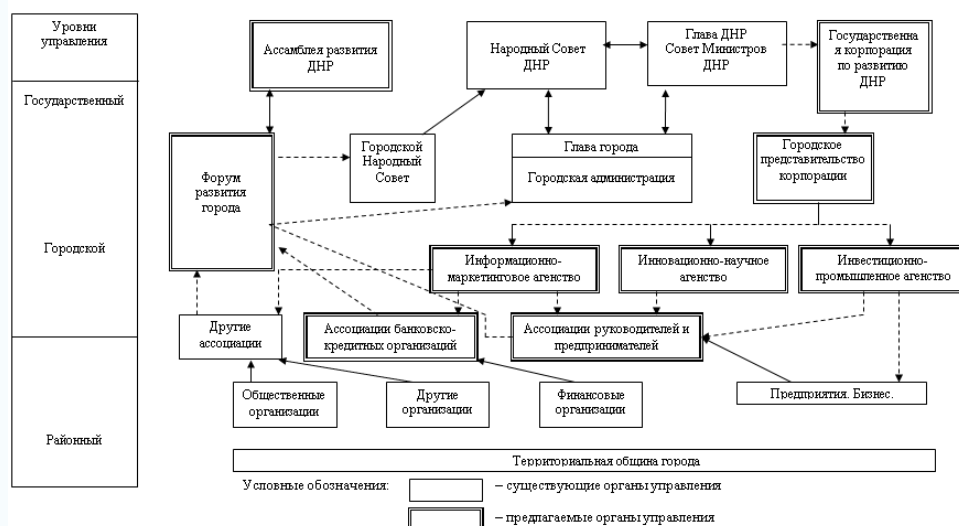 Уровни
управления
Государственный
Городской
Районный
Ассамблея развития
ДНР
Народный Совет
ДНР
Глава ДНР
Совет Министров
ДНР
Государственна
я корпорация
по развитию
ДНР
Форум
развития
города
Городской
Народный
Совет
Глава города
Городская администрация
Городское
представительство
корпорации
Информационно-
маркетинговое агенство
Инновационно-научное
агенство
Инвестиционно-
промышленное агенство
Другие
ассоциации
Ассоциации банковско-
кредитных организаций
Ассоциации руководителей и
предпринимателей
Общественные
организации
Другие
организации
Финансовые
организации
Предприятия. Бизнес.
Территориальная община города
Условные обозначения:
– существующие органы управления
– предлагаемые органы управления